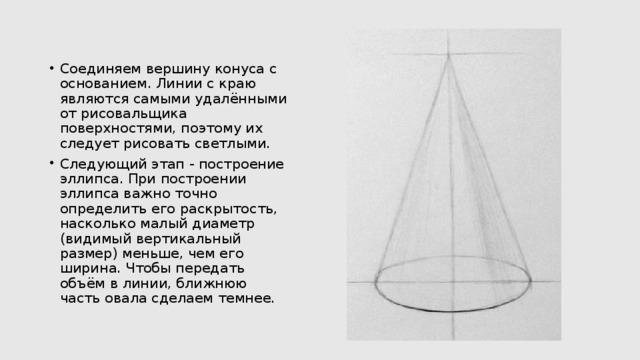 • Соединяем вершину конуса с
основанием. Линии с краю
являются самыми удалёнными
от рисовальщика
поверхностями, поэтому их
следует рисовать светлыми.
• Следующий этап - построение
эллипса. При построении
эллипса важно точно
определить его раскрытость,
насколько малый диаметр
(видимый вертикальный
размер) меньше, чем его
ширина. Чтобы передать
объём в линии, ближнюю
часть овала сделаем темнее.